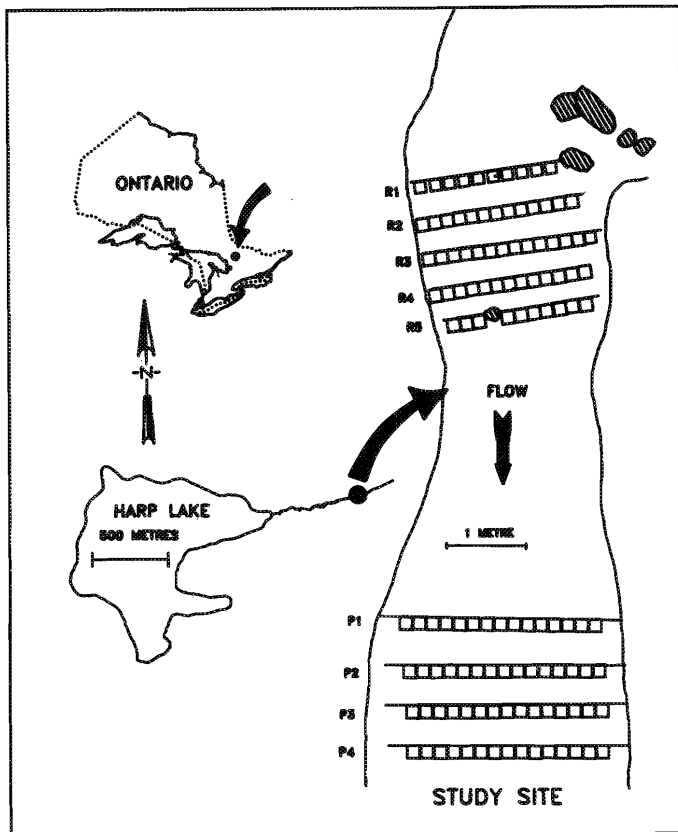 ONTARIO
-N-
HARP LAKE
500 METRES
R1
R2
R3
R4
R5
FLOW
1 METRE
P1
P2
P3
P4
STUDY SITE